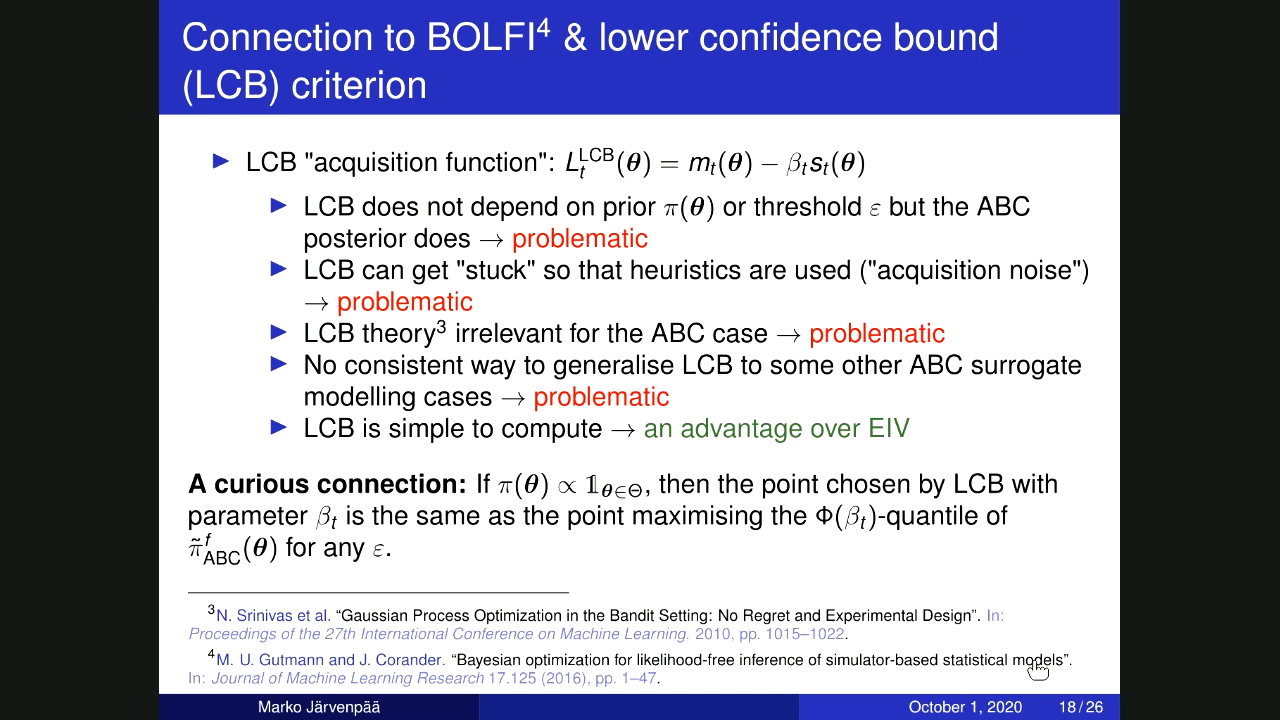 Connection to BOLFI⁴ & lower confidence bound
(LCB) criterion
▶ LCB "acquisition function": Lₜᴸᶜᴮ(θ) = mₜ(θ) − βₜsₜ(θ)
▶ LCB does not depend on prior π(θ) or threshold ε but the ABC
posterior does → problematic
▶ LCB can get "stuck" so that heuristics are used ("acquisition noise")
→ problematic
▶ LCB theory³ irrelevant for the ABC case → problematic
▶ No consistent way to generalise LCB to some other ABC surrogate
modelling cases → problematic
▶ LCB is simple to compute → an advantage over EIV
A curious connection: If π(θ) ∝ 𝟙_{θ∈Θ}, then the point chosen by LCB with
parameter βₜ is the same as the point maximising the Φ(βₜ)-quantile of
π̃^f_ABC(θ) for any ε.
³N. Srinivas et al. “Gaussian Process Optimization in the Bandit Setting: No Regret and Experimental Design”. In:
Proceedings of the 27th International Conference on Machine Learning. 2010, pp. 1015–1022.
⁴M. U. Gutmann and J. Corander. “Bayesian optimization for likelihood-free inference of simulator-based statistical models”.
In: Journal of Machine Learning Research 17.125 (2016), pp. 1–47.
Marko Järvenpää October 1, 2020 18 / 26